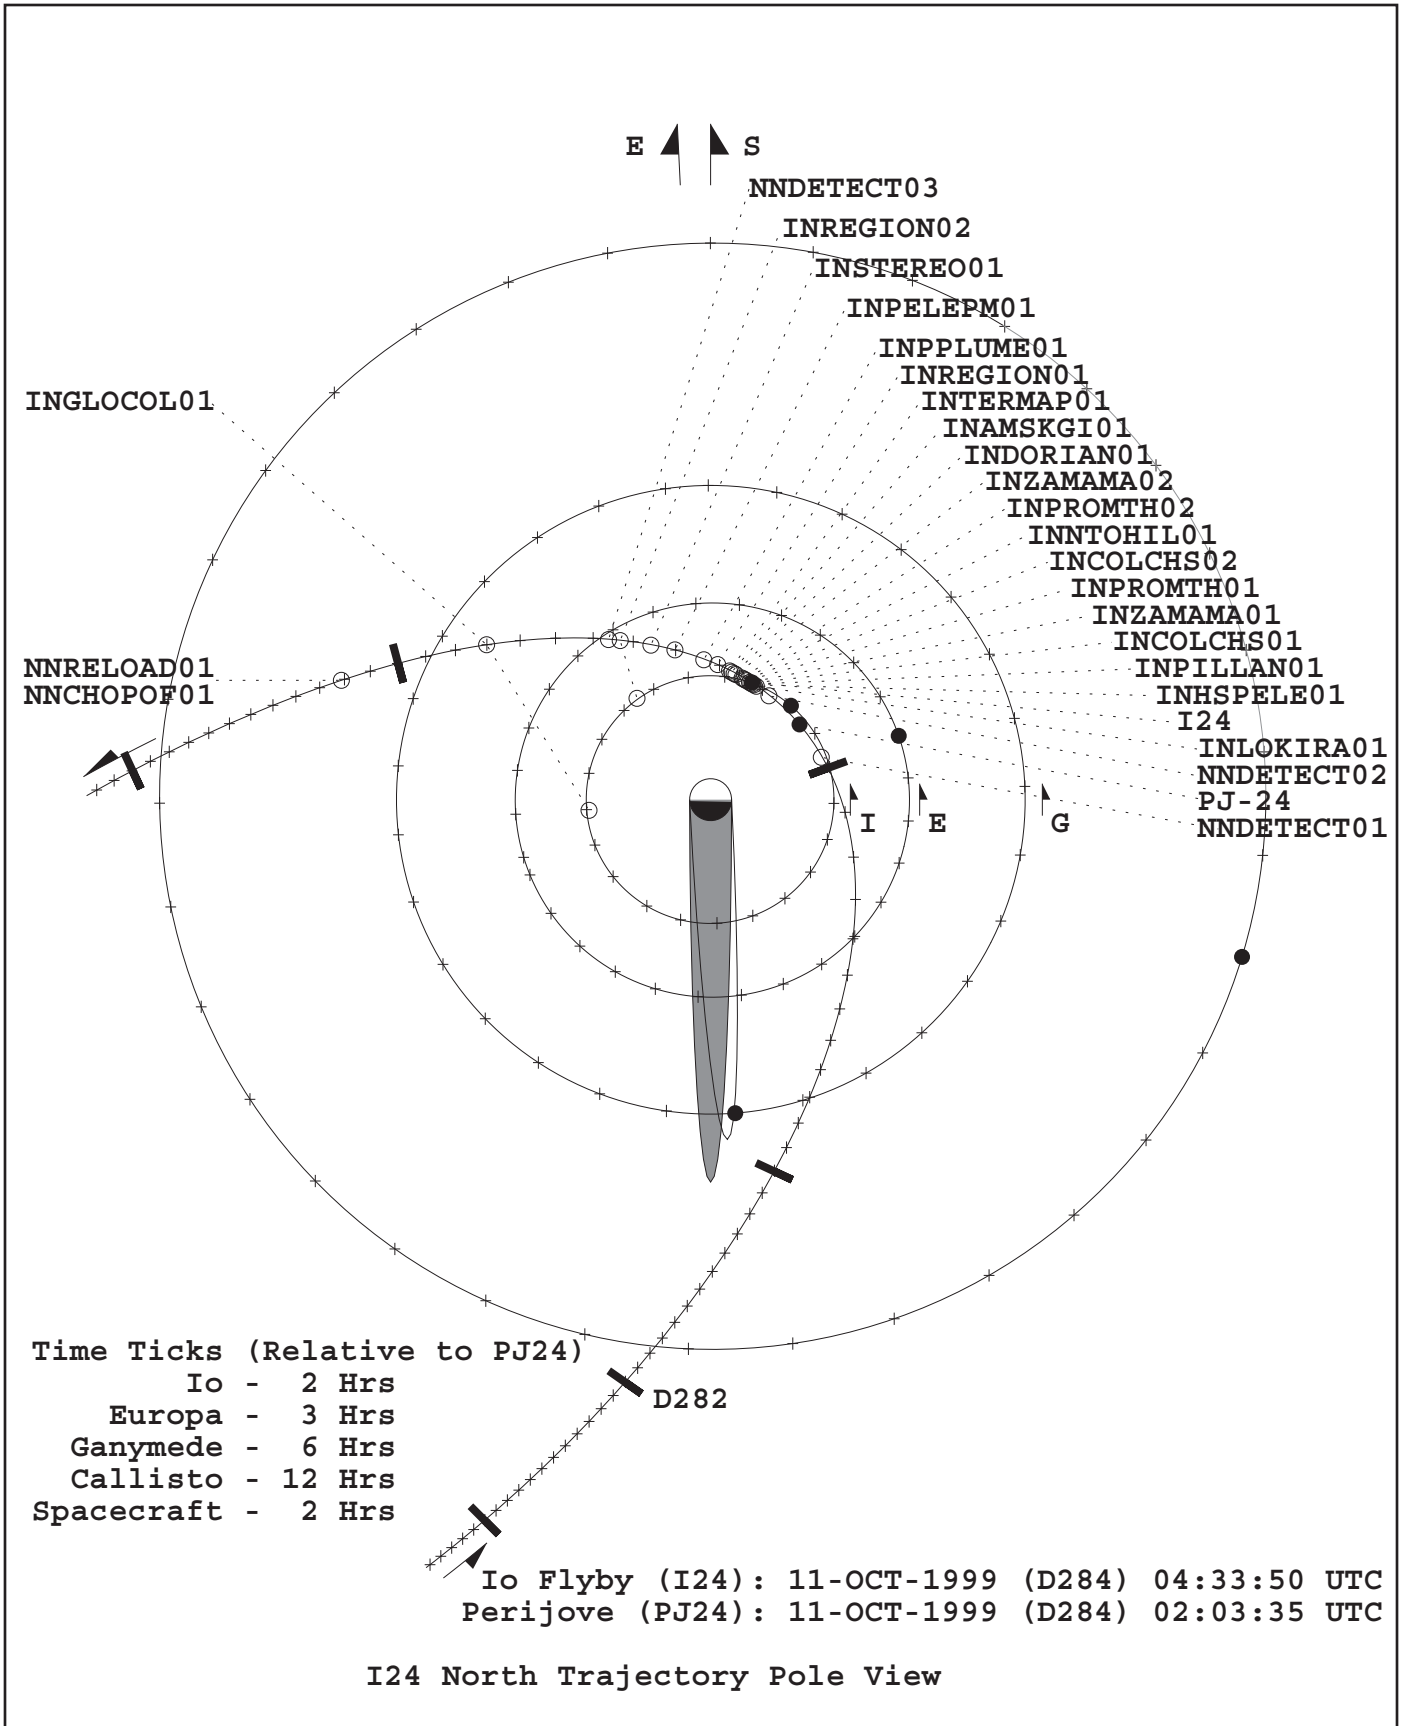 E S
NNDETECT03
INREGION02
INSTEREO01
INPELEPM01
INPPLUME01
INREGION01
INGLOCOL01
INTERMAP01
INAMSKGI01
INDORIAN01
INZAMAMA02
INPROMTH02
INNTOHIL01
INCOLCHS02
INPROMTH01
INZAMAMA01
INCOLCHS01
NNRELOAD01
INPILLAN01
NNCHOPOF01
INHSPELE01
I24
INLOKIRA01
NNDETECT02
PJ-24
I E G
NNDETECT01
Time Ticks (Relative to PJ24)
Io - 2 Hrs
D282
Europa - 3 Hrs
Ganymede - 6 Hrs
Callisto - 12 Hrs
Spacecraft - 2 Hrs
Io Flyby (I24): 11-OCT-1999 (D284) 04:33:50 UTC
Perijove (PJ24): 11-OCT-1999 (D284) 02:03:35 UTC
I24 North Trajectory Pole View